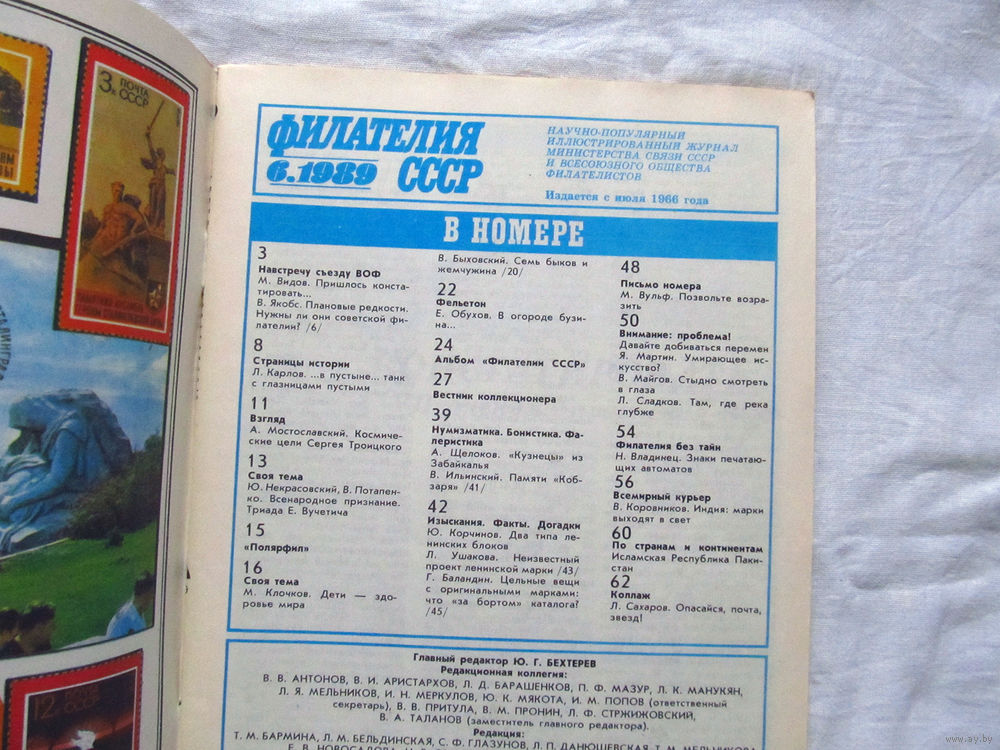 3к ПОЧТА
СССР
ФИЛАТЕЛИЯ
6.1989 СССР
НАУЧНО-ПОПУЛЯРНЫЙ
ИЛЛЮСТРИРОВАННЫЙ ЖУРНАЛ
МИНИСТЕРСТВА СВЯЗИ СССР
И ВСЕСОЮЗНОГО ОБЩЕСТВА
ФИЛАТЕЛИСТОВ
Издается с июля 1966 года
В НОМЕРЕ
3
Навстречу съезду ВОФ
М. Видов. Пришлось конста-
тировать...
В. Якобс. Плановые редкости.
Нужны ли они советской фи-
лателии? /6/
8
Страницы истории
Л. Карлов. ...в пустыне... танк
с глазницами пустыми
11
Взгляд
А. Мостославский. Космиче-
ские цели Сергея Троицкого
13
Своя тема
Ю. Некрасовский, В. Потапен-
ко. Всенародное признание.
Триада Е. Вучетича
15
«Полярфил»
16
Своя тема
М. Клочков. Дети — здо-
ровье мира
В. Быховский. Семь быков и
жемчужина /20/
22
Фельетон
Е. Обухов. В огороде бузи-
на...
24
Альбом «Филателии СССР»
27
Вестник коллекционера
39
Нумизматика. Бонистика. Фа-
леристика
А. Щелоков. «Кузнецы» из
Забайкалья
В. Ильинский. Памяти «Коб-
заря» /41/
42
Изыскания. Факты. Догадки
Ю. Корчинов. Два типа ле-
нинских блоков
Л. Ушакова. Неизвестный
проект ленинской марки /43/
Г. Баландин. Цельные вещи
с оригинальными марками:
что «за бортом» каталога?
/45/
48
Письмо номера
М. Вульф. Позвольте возра-
зить
50
Внимание: проблема!
Давайте добиваться перемен
Я. Мартин. Умирающее ис-
кусство?
В. Майгов. Стыдно смотреть
в глаза
Л. Сладков. Там, где река
глубже
54
Филателия без тайн
Н. Владинец. Знаки печатаю-
щих автоматов
56
Всемирный курьер
В. Коровников. Индия: марки
выходят в свет
60
По странам и континентам
Исламская Республика Паки-
стан
62
Коллаж
Л. Сахаров. Опасайся, почта,
звезд!
Главный редактор Ю. Г. БЕХТЕРЕВ
Редакционная коллегия:
В. В. АНТОНОВ, В. И. АРИСТАРХОВ, Л. Д. БАРАШЕНКОВ, П. Ф. МАЗУР, Л. К. МАНУКЯН,
Л. Я. МЕЛЬНИКОВ, И. Н. МЕРКУЛОВ, Ю. К. МЯКОТА, И. М. ПОПОВ (ответственный
секретарь), В. В. ПРИТУЛА, В. М. ПРОНИН, Л. Ф. СТРЖИЖОВСКИЙ,
В. А. ТАЛАНОВ (заместитель главного редактора).
Редакция:
Т. М. БАРМИНА, Л. М. БЕЛЬДИНСКАЯ, С. Ф. ГЛАЗУНОВ, Л. П. ДАНЮШЕВСКАЯ, Т. М. МЕЛЬНИКОВА,
www.ay.by